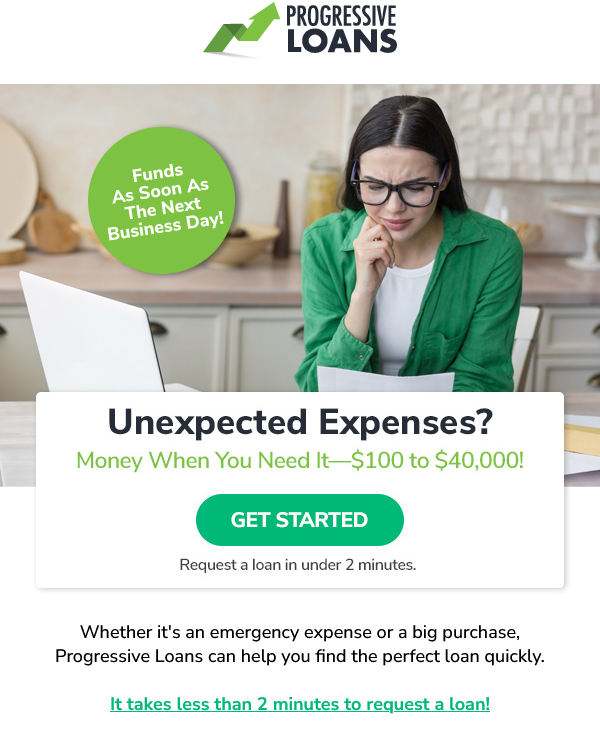 PROGRESSIVE
LOANS
Funds
As Soon As
The Next
Business Day!
Unexpected Expenses?
Money When You Need It—$100 to $40,000!
GET STARTED
Request a loan in under 2 minutes.
Whether it's an emergency expense or a big purchase,
Progressive Loans can help you find the perfect loan quickly.
It takes less than 2 minutes to request a loan!